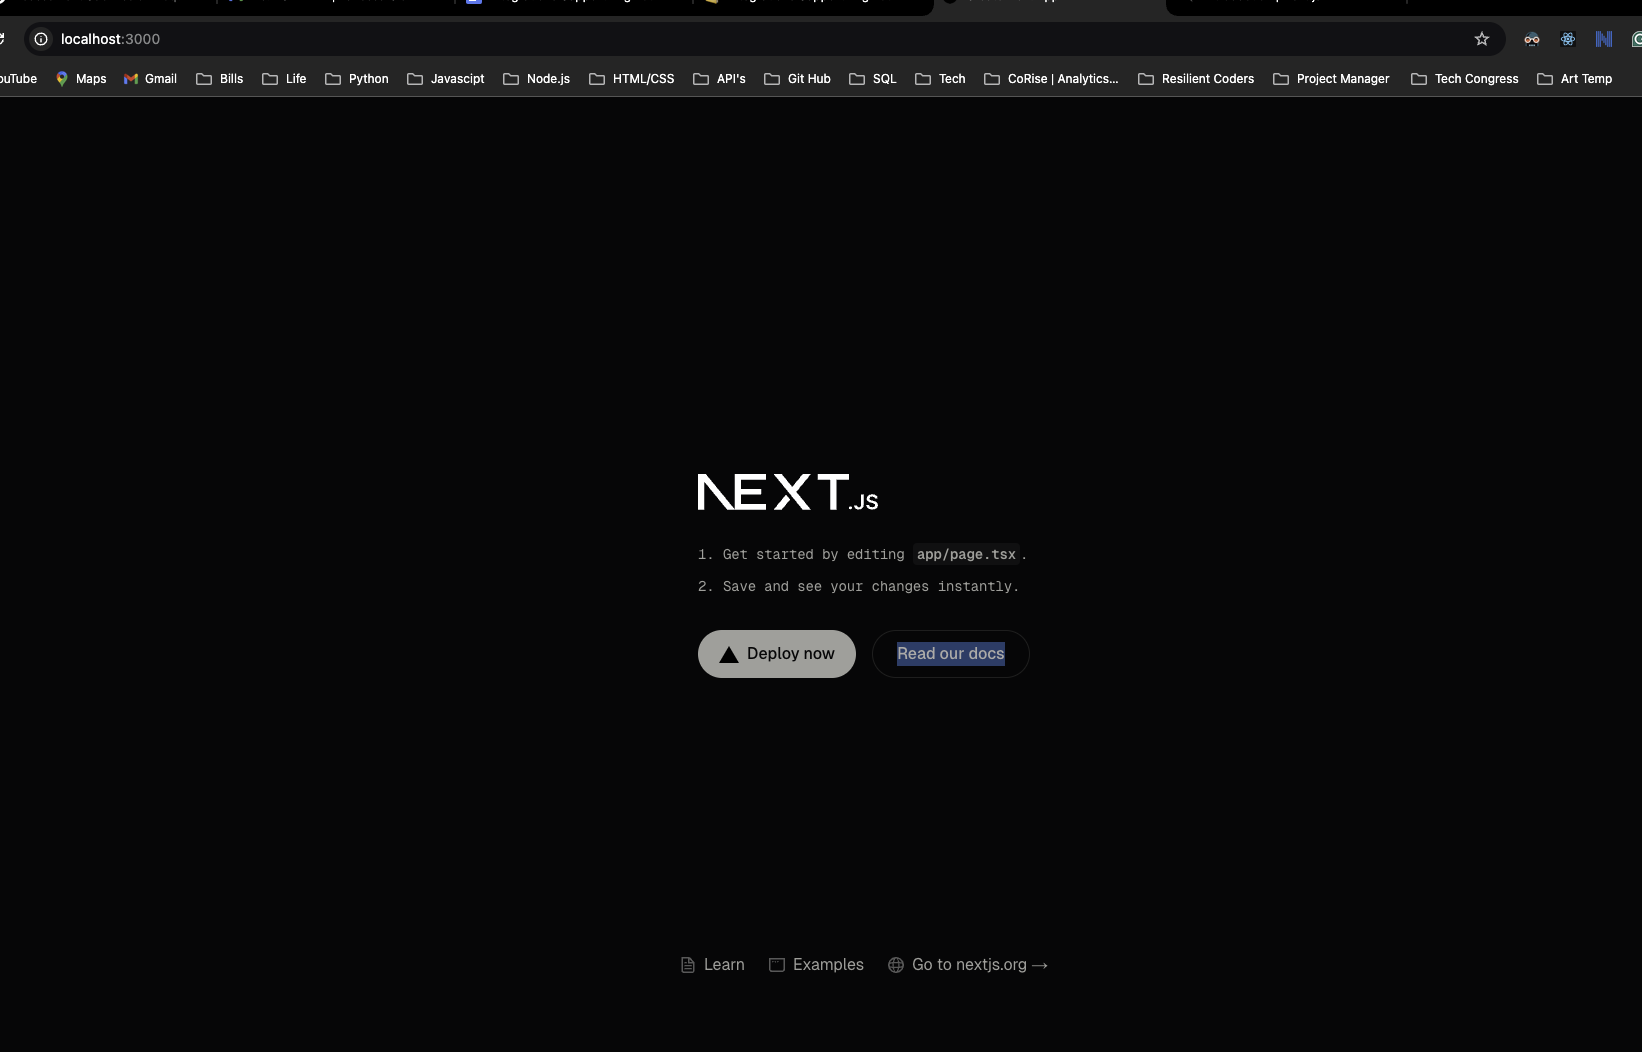 localhost:3000
YouTube Maps Gmail Bills Life Python Javascipt Node.js HTML/CSS API's Git Hub SQL Tech CoRise | Analytics... Resilient Coders Project Manager Tech Congress Art Temp
NEXT.JS
1. Get started by editing app/page.tsx.
2. Save and see your changes instantly.
Deploy now Read our docs
Learn Examples Go to nextjs.org →